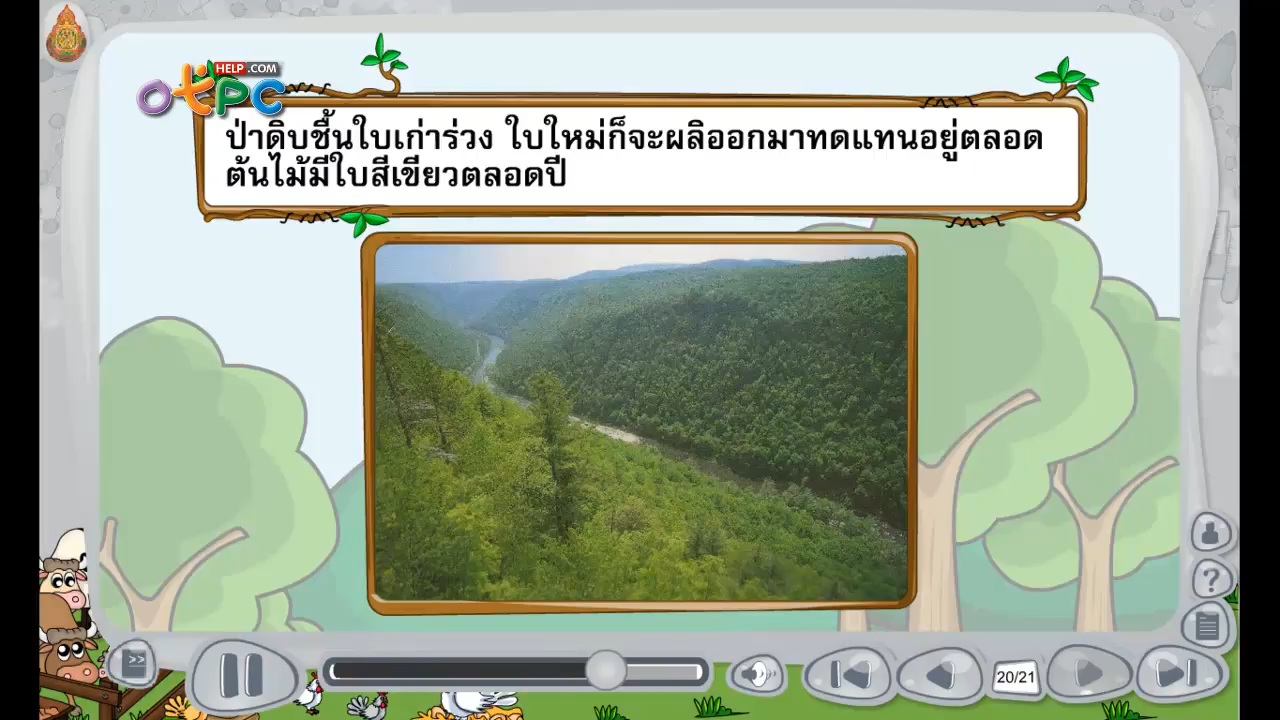 HELP .COM
otpc
ป่าดิบชื้นใบเก่าร่วง ใบใหม่ก็จะผลิออกมาทดแทนอยู่ตลอด
ต้นไม้มีใบสีเขียวตลอดปี
>>
?
20/21